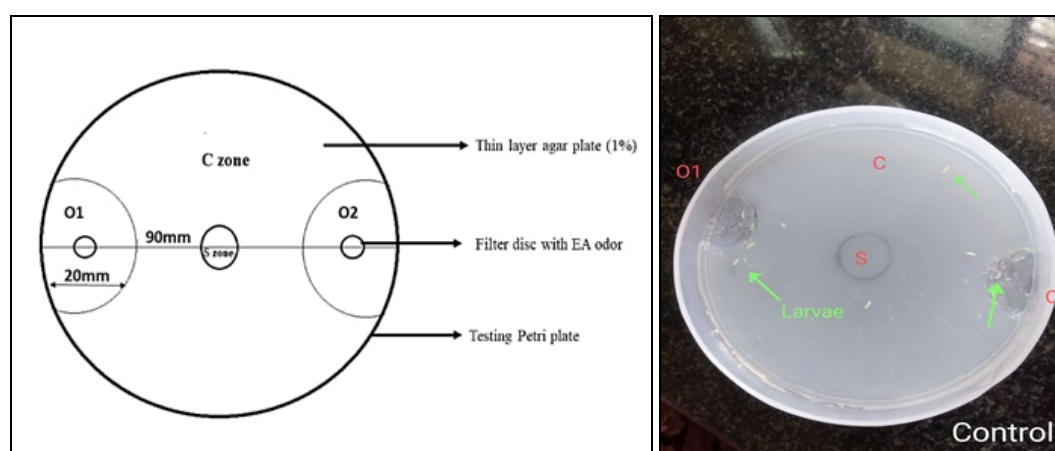 C zone
Thin layer agar plate (1%)
O1
O2
90mm
S zone
Filter disc with EA odor
20mm
Testing Petri plate
O1
C
S
Larvae
Control